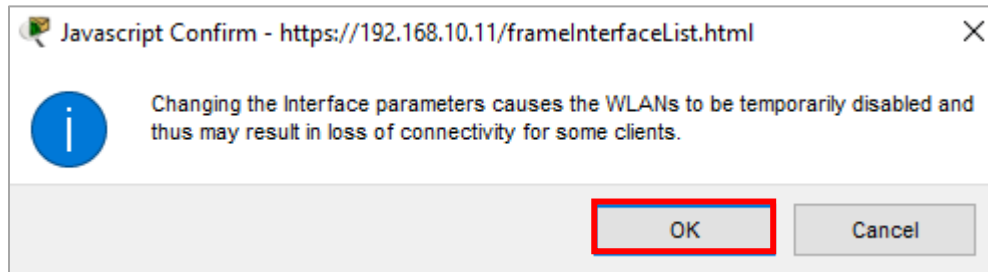 Javascript Confirm - https://192.168.10.11/frameInterfaceList.html
Changing the Interface parameters causes the WLANs to be temporarily disabled and
thus may result in loss of connectivity for some clients.
OK Cancel